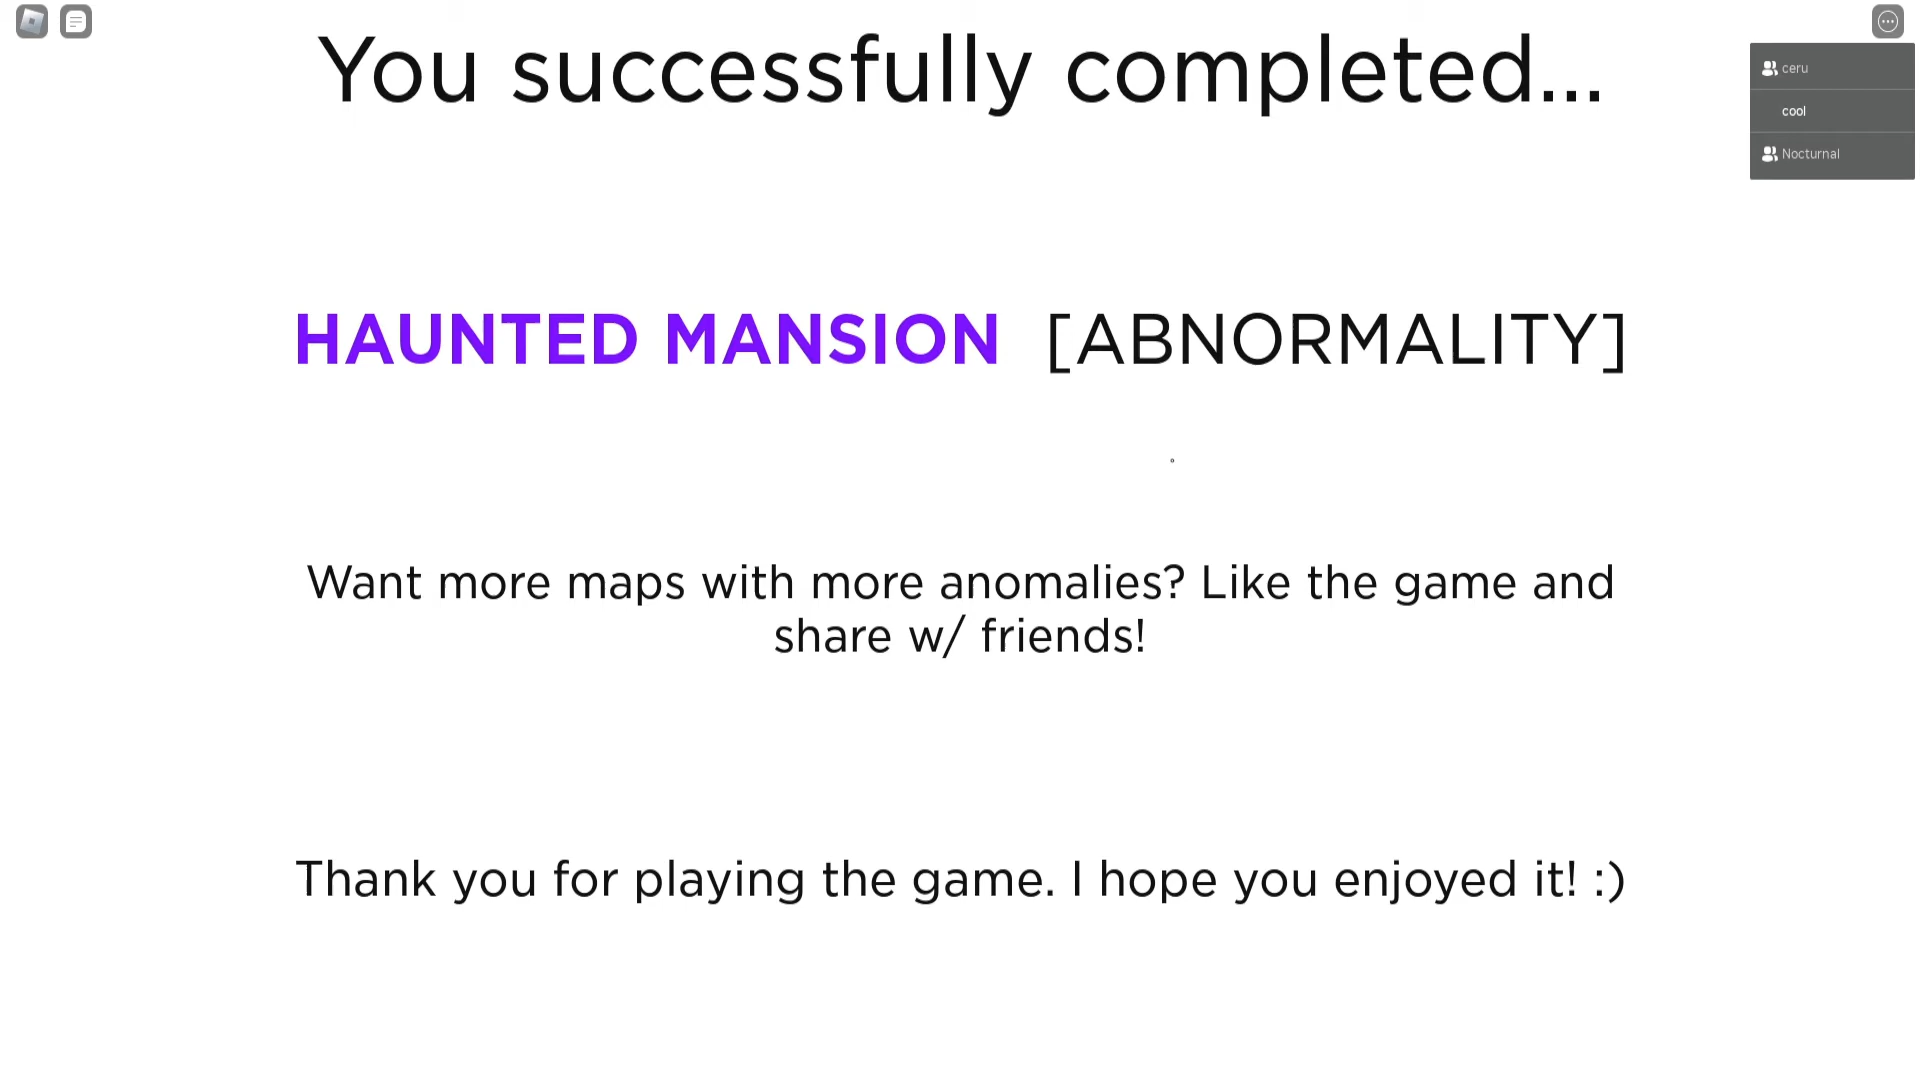 You successfully completed...
ceru
cool
Nocturnal
HAUNTED MANSION [ABNORMALITY]
Want more maps with more anomalies? Like the game and
share w/ friends!
Thank you for playing the game. I hope you enjoyed it! :)